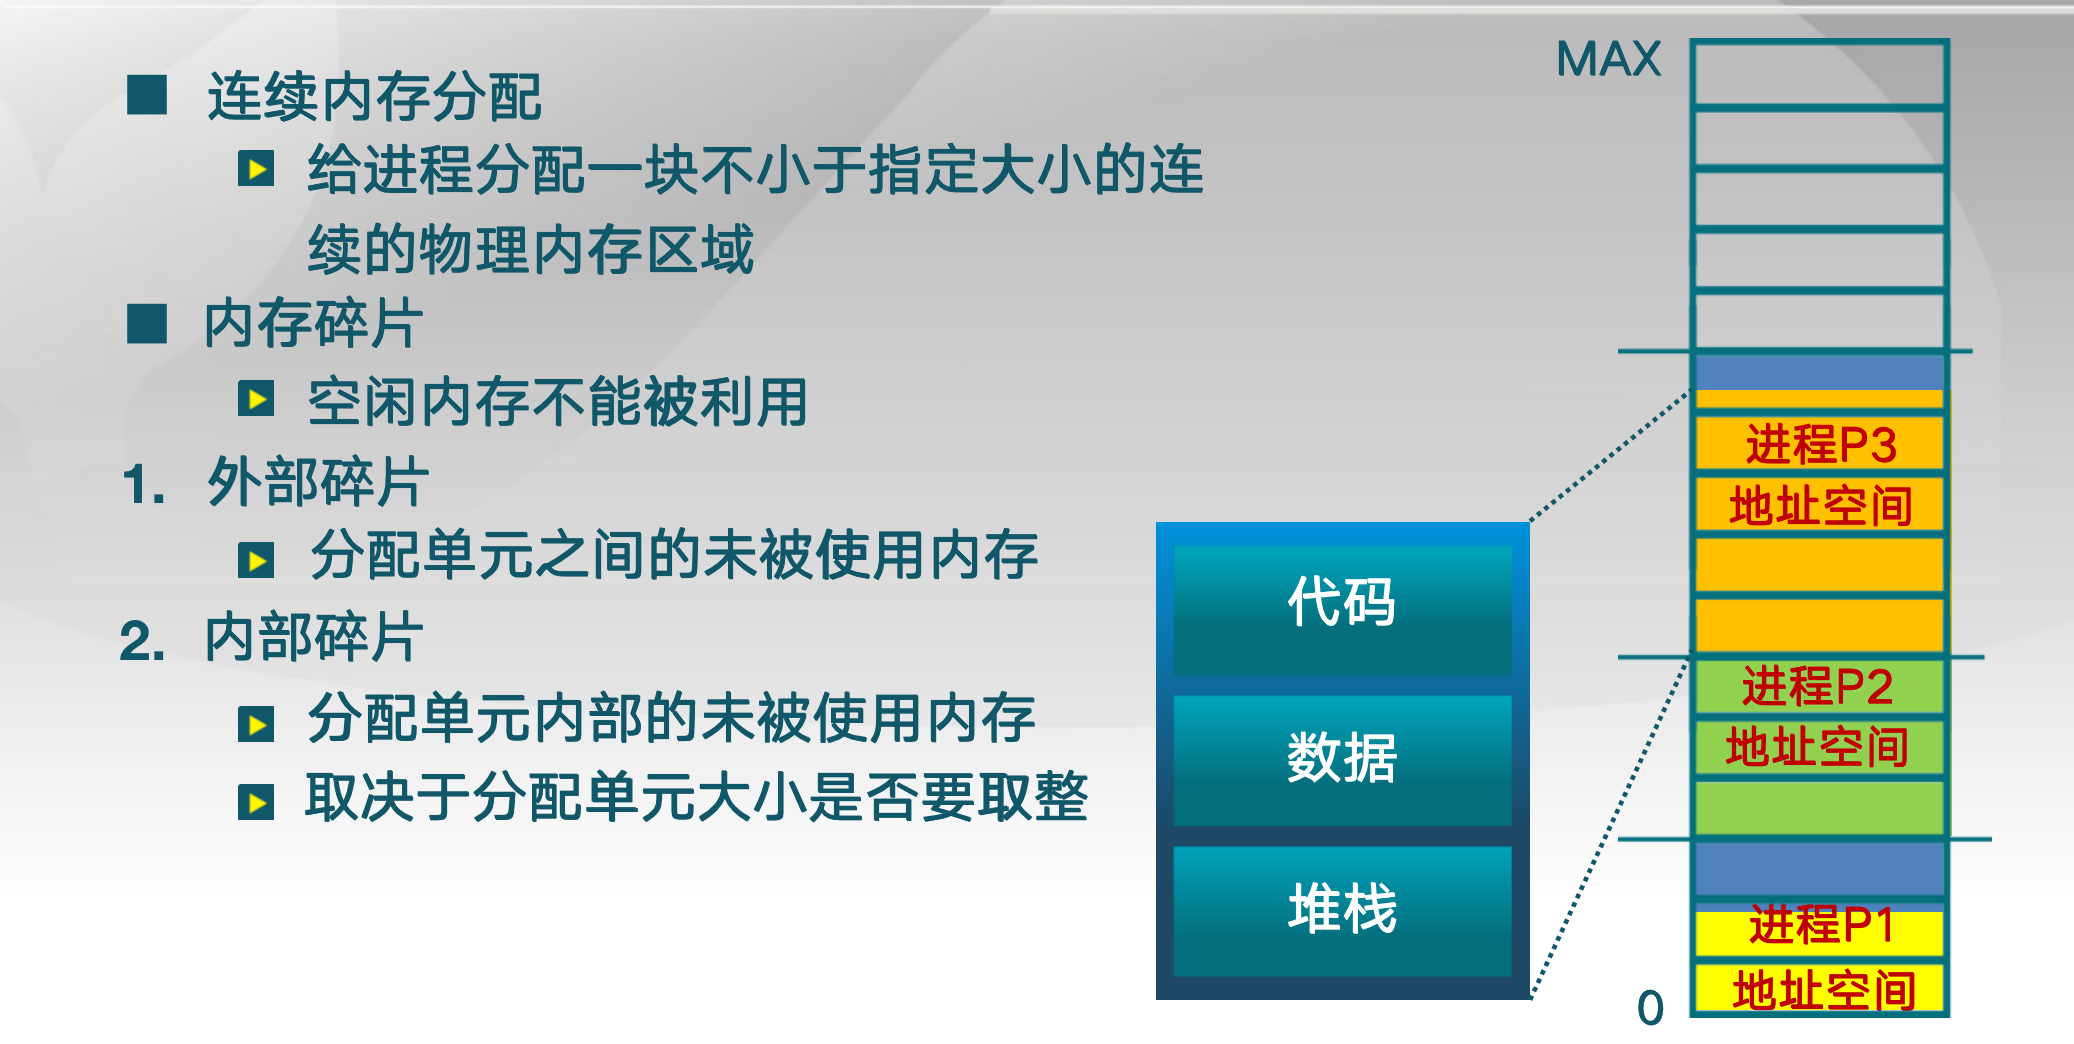 连续内存分配
给进程分配一块不小于指定大小的连
续的物理内存区域
内存碎片
空闲内存不能被利用
1. 外部碎片
分配单元之间的未被使用内存
2. 内部碎片
分配单元内部的未被使用内存
取决于分配单元大小是否要取整
代码
数据
堆栈
MAX
进程P3
地址空间
进程P2
地址空间
进程P1
地址空间
0